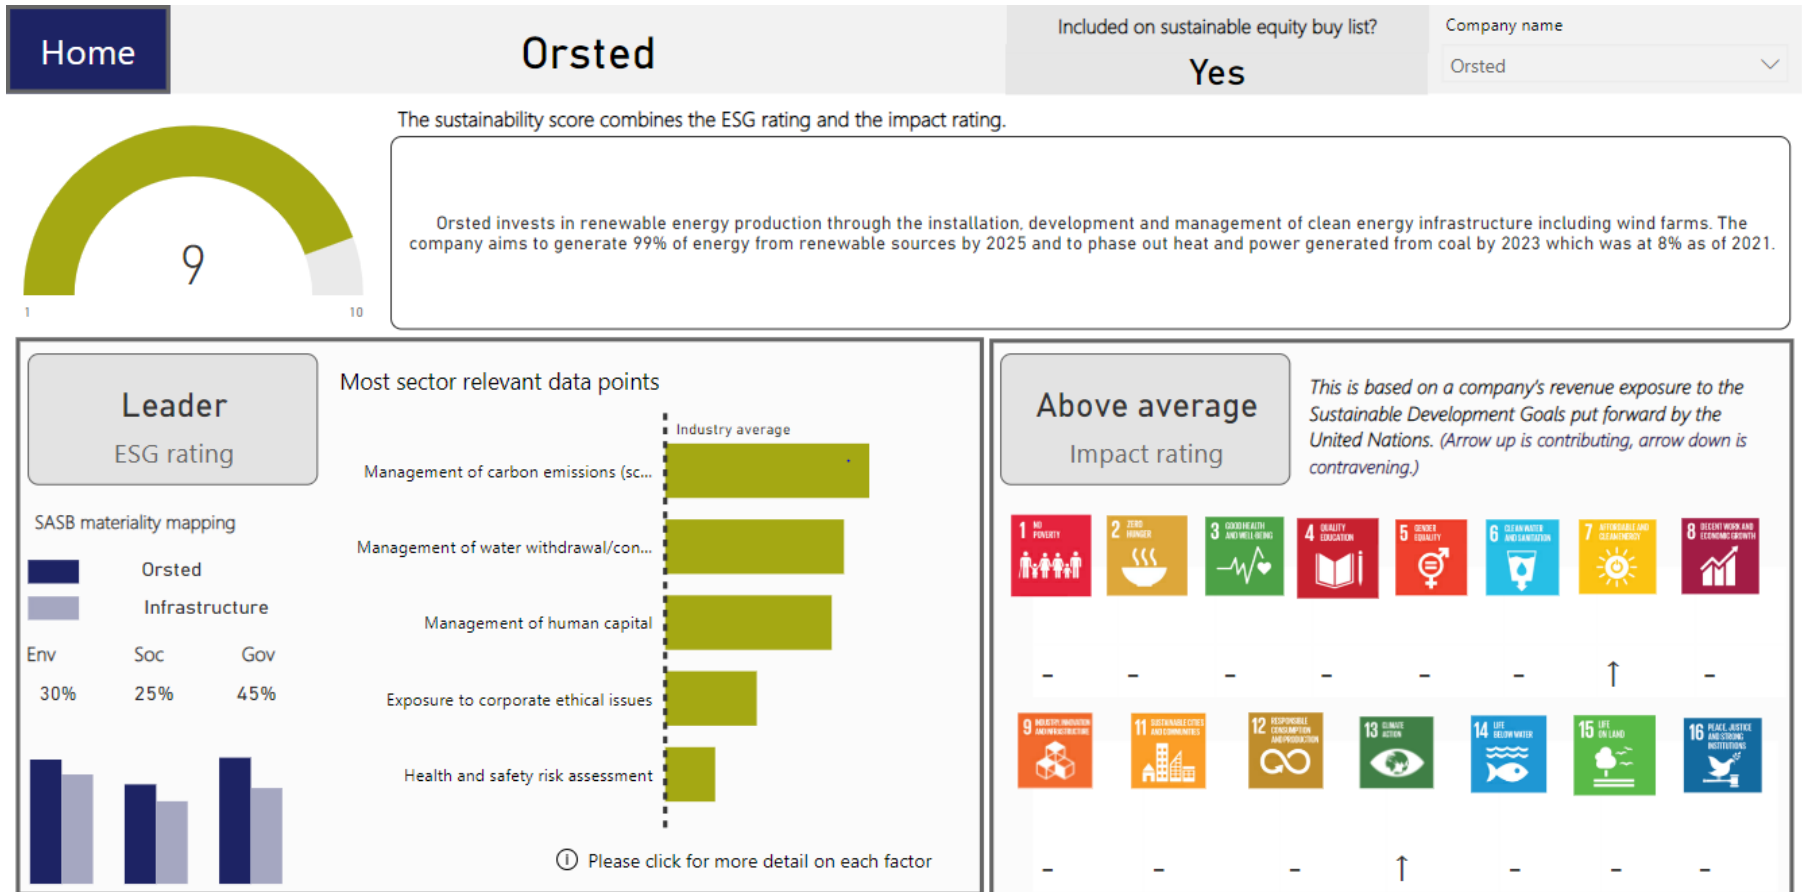 Home
Orsted
Included on sustainable equity buy list?
Yes
Company name
Orsted
The sustainability score combines the ESG rating and the impact rating.
9
1
10
Orsted invests in renewable energy production through the installation, development and management of clean energy infrastructure including wind farms. The
company aims to generate 99% of energy from renewable sources by 2025 and to phase out heat and power generated from coal by 2023 which was at 8% as of 2021.
Leader
ESG rating
SASB materiality mapping
Orsted
Infrastructure
Env Soc Gov
30% 25% 45%
Most sector relevant data points
Industry average
Management of carbon emissions (sc...
Management of water withdrawal/con...
Management of human capital
Exposure to corporate ethical issues
Health and safety risk assessment
Please click for more detail on each factor
Above average
Impact rating
This is based on a company's revenue exposure to the
Sustainable Development Goals put forward by the
United Nations. (Arrow up is contributing, arrow down is
contravening.)
1 NO
POVERTY
2 ZERO
HUNGER
3 GOOD HEALTH
AND WELL-BEING
4 QUALITY
EDUCATION
5 GENDER
EQUALITY
6 CLEAN WATER
AND SANITATION
7 AFFORDABLE AND
CLEAN ENERGY
8 DECENT WORK AND
ECONOMIC GROWTH
- - - - - - ↑ -
9 INDUSTRY, INNOVATION
AND INFRASTRUCTURE
11 SUSTAINABLE CITIES
AND COMMUNITIES
12 RESPONSIBLE
CONSUMPTION
AND PRODUCTION
13 CLIMATE
ACTION
14 LIFE
BELOW WATER
15 LIFE
ON LAND
16 PEACE, JUSTICE
AND STRONG
INSTITUTIONS
- - - ↑ - - -